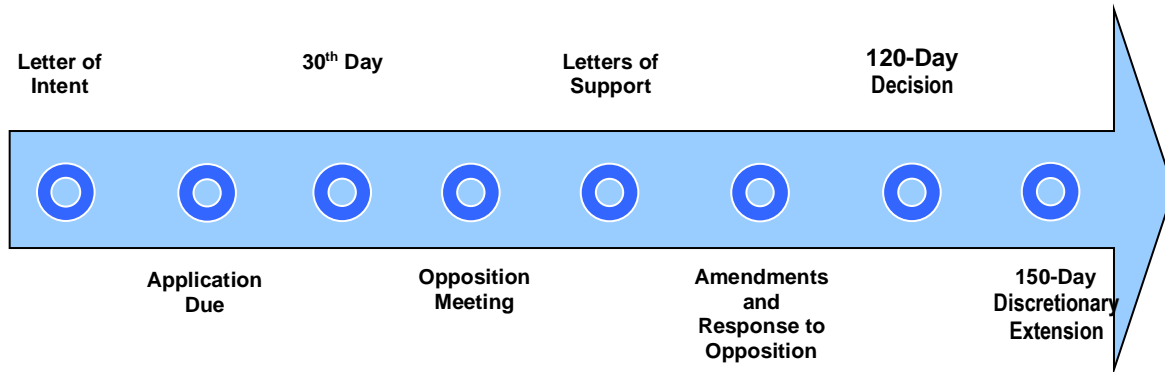 Letter of
Intent
30th Day
Letters of
Support
120-Day
Decision
Application
Due
Opposition
Meeting
Amendments
and
Response to
Opposition
150-Day
Discretionary
Extension